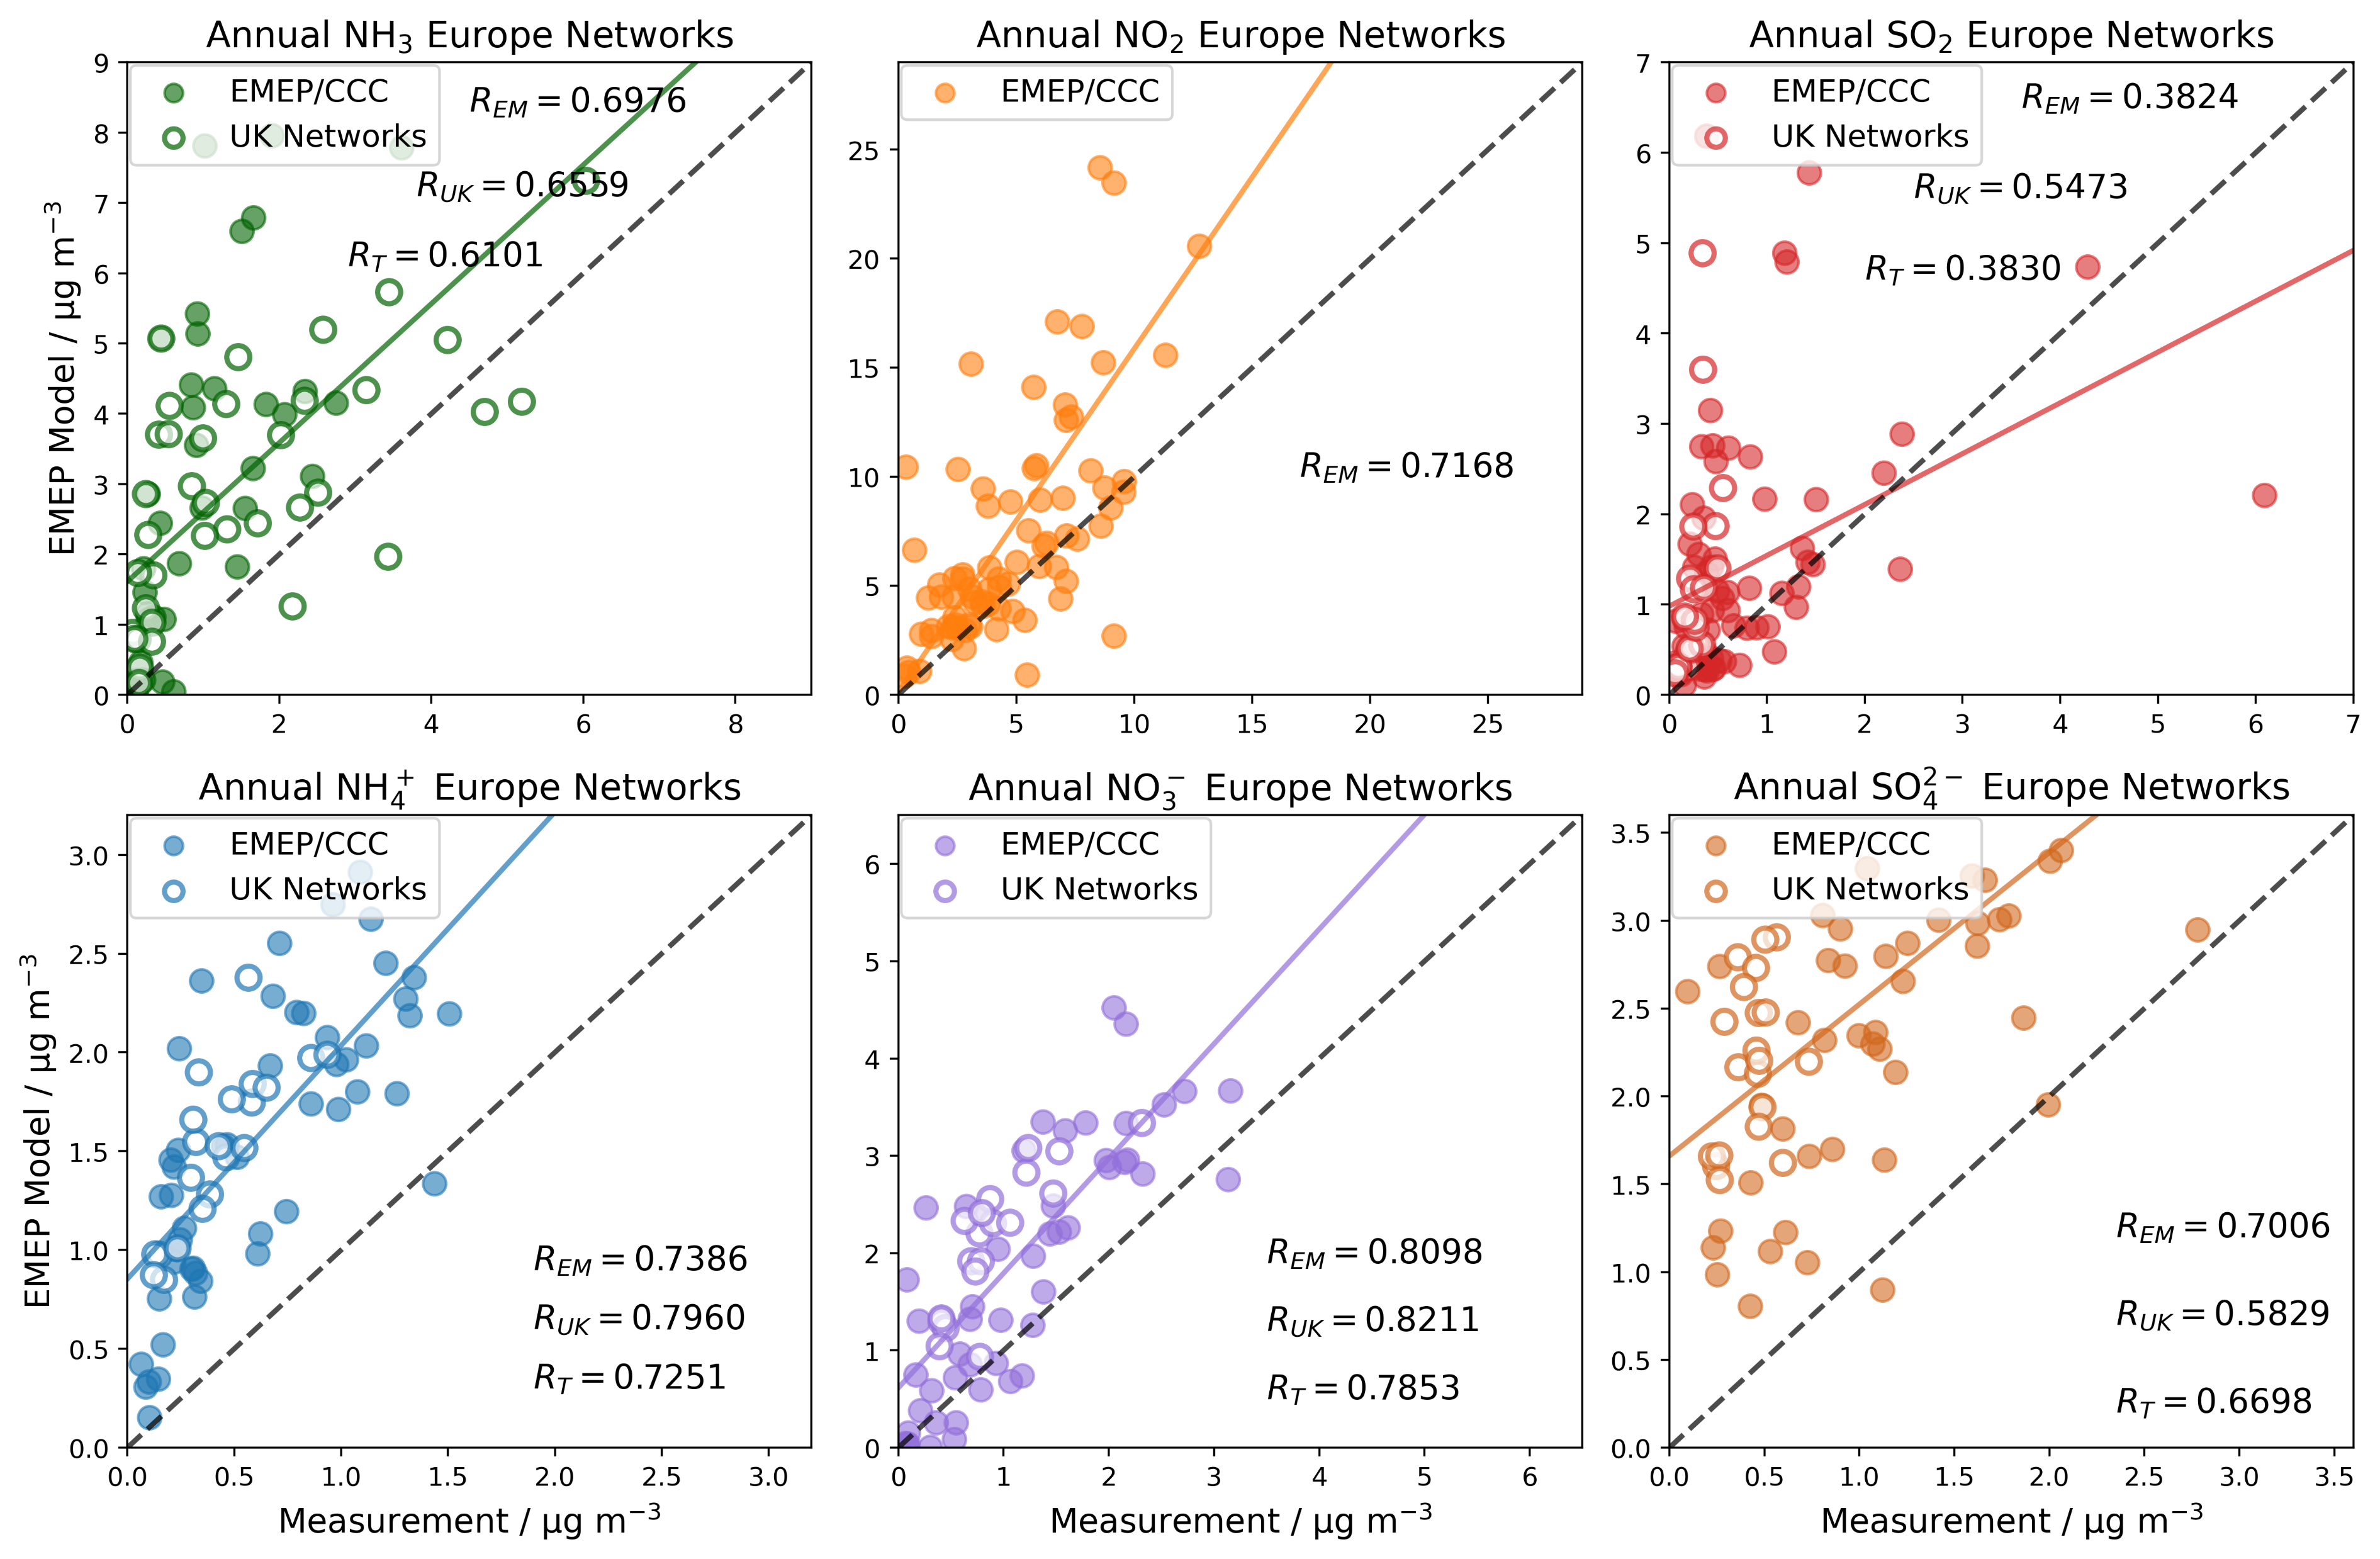 Annual NH₃ Europe Networks
EMEP/CCC
UK Networks
R_EM = 0.6976
R_UK = 0.6559
R_T = 0.6101
EMEP Model / µg m⁻³
9
8
7
6
5
4
3
2
1
0
0 2 4 6 8
Annual NO₂ Europe Networks
EMEP/CCC
R_EM = 0.7168
25
20
15
10
5
0
0 5 10 15 20 25
Annual SO₂ Europe Networks
EMEP/CCC
UK Networks
R_EM = 0.3824
R_UK = 0.5473
R_T = 0.3830
7
6
5
4
3
2
1
0
0 1 2 3 4 5 6 7
Annual NH₄⁺ Europe Networks
EMEP/CCC
UK Networks
R_EM = 0.7386
R_UK = 0.7960
R_T = 0.7251
EMEP Model / µg m⁻³
3.0
2.5
2.0
1.5
1.0
0.5
0.0
0.0 0.5 1.0 1.5 2.0 2.5 3.0
Measurement / µg m⁻³
Annual NO₃⁻ Europe Networks
EMEP/CCC
UK Networks
R_EM = 0.8098
R_UK = 0.8211
R_T = 0.7853
6
5
4
3
2
1
0
0 1 2 3 4 5 6
Measurement / µg m⁻³
Annual SO₄²⁻ Europe Networks
EMEP/CCC
UK Networks
R_EM = 0.7006
R_UK = 0.5829
R_T = 0.6698
3.5
3.0
2.5
2.0
1.5
1.0
0.5
0.0
0.0 0.5 1.0 1.5 2.0 2.5 3.0 3.5
Measurement / µg m⁻³